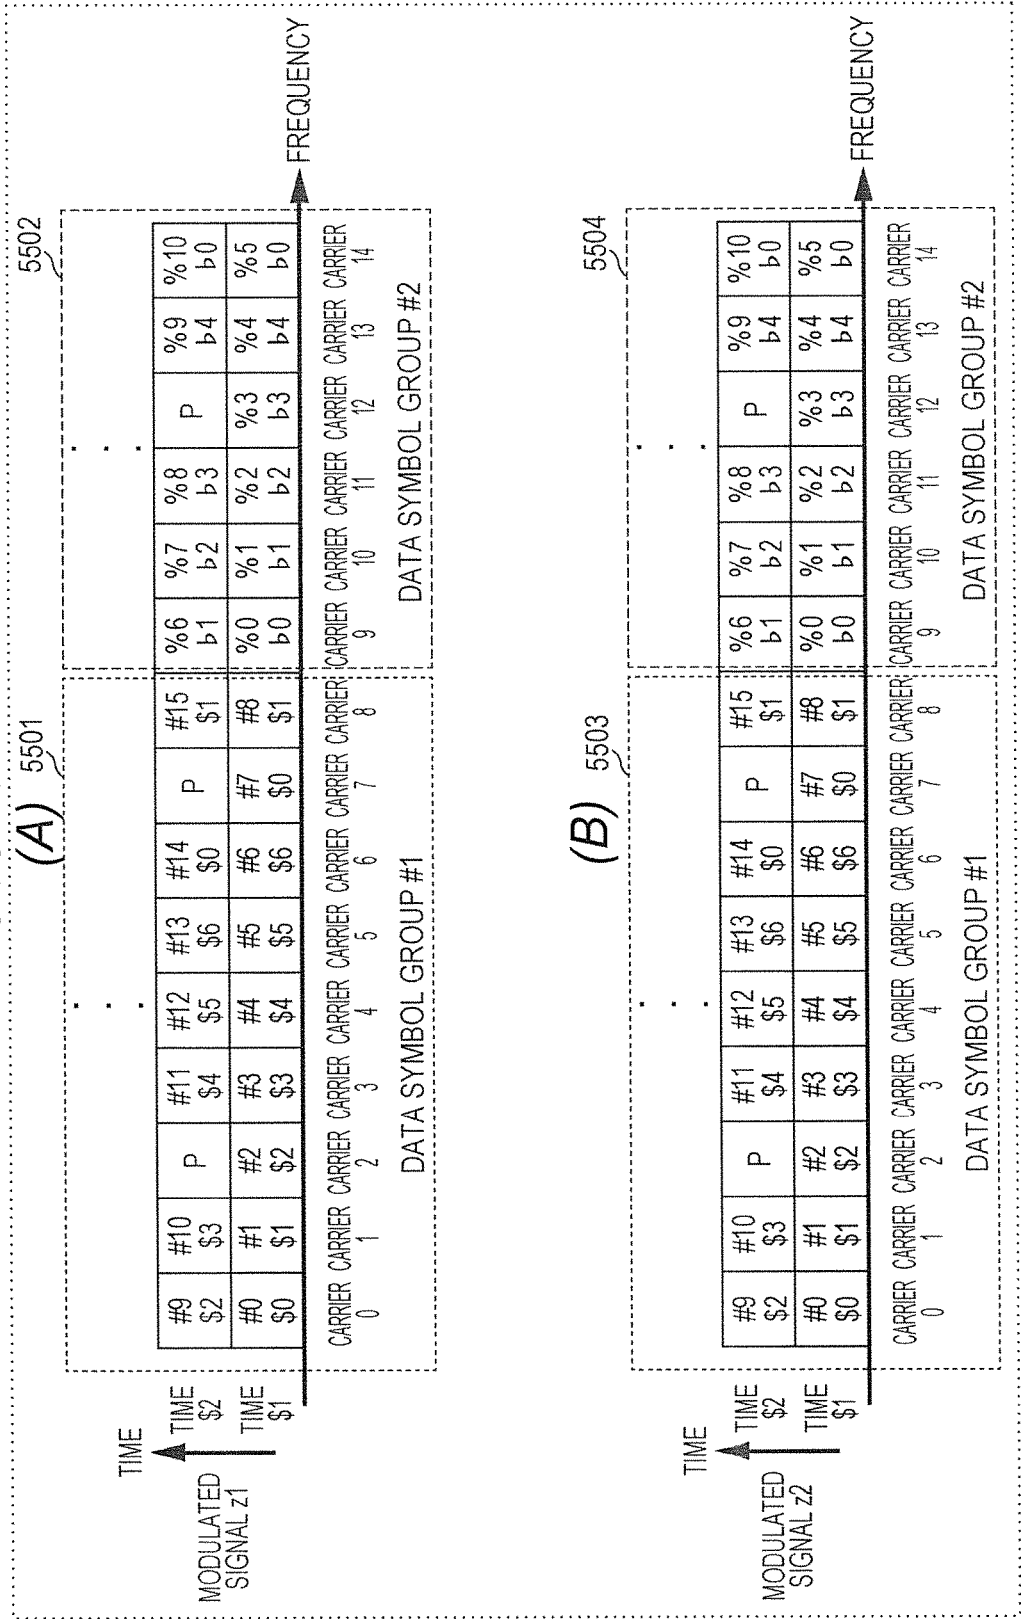 (A)
5501
5502
TIME
MODULATED
SIGNAL z1
TIME
$2
#9 #10 P #11 #12 #13 #14 P #15 %6 %7 %8 P %9 %10
$2 $3 $4 $5 $6 $0 $1 ♭1 ♭2 ♭3 ♭4 ♭0
TIME
$1
#0 #1 #2 #3 #4 #5 #6 #7 #8 %0 %1 %2 %3 %4 %5
$0 $1 $2 $3 $4 $5 $6 $0 $1 ♭0 ♭1 ♭2 ♭3 ♭4 ♭0
FREQUENCY
CARRIER CARRIER CARRIER CARRIER CARRIER CARRIER CARRIER CARRIER CARRIER CARRIER CARRIER CARRIER CARRIER CARRIER CARRIER
0 1 2 3 4 5 6 7 8 9 10 11 12 13 14
DATA SYMBOL GROUP #1
DATA SYMBOL GROUP #2
(B)
5503
5504
TIME
MODULATED
SIGNAL z2
TIME
$2
#9 #10 P #11 #12 #13 #14 P #15 %6 %7 %8 P %9 %10
$2 $3 $4 $5 $6 $0 $1 ♭1 ♭2 ♭3 ♭4 ♭0
TIME
$1
#0 #1 #2 #3 #4 #5 #6 #7 #8 %0 %1 %2 %3 %4 %5
$0 $1 $2 $3 $4 $5 $6 $0 $1 ♭0 ♭1 ♭2 ♭3 ♭4 ♭0
FREQUENCY
CARRIER CARRIER CARRIER CARRIER CARRIER CARRIER CARRIER CARRIER CARRIER CARRIER CARRIER CARRIER CARRIER CARRIER CARRIER
0 1 2 3 4 5 6 7 8 9 10 11 12 13 14
DATA SYMBOL GROUP #1
DATA SYMBOL GROUP #2